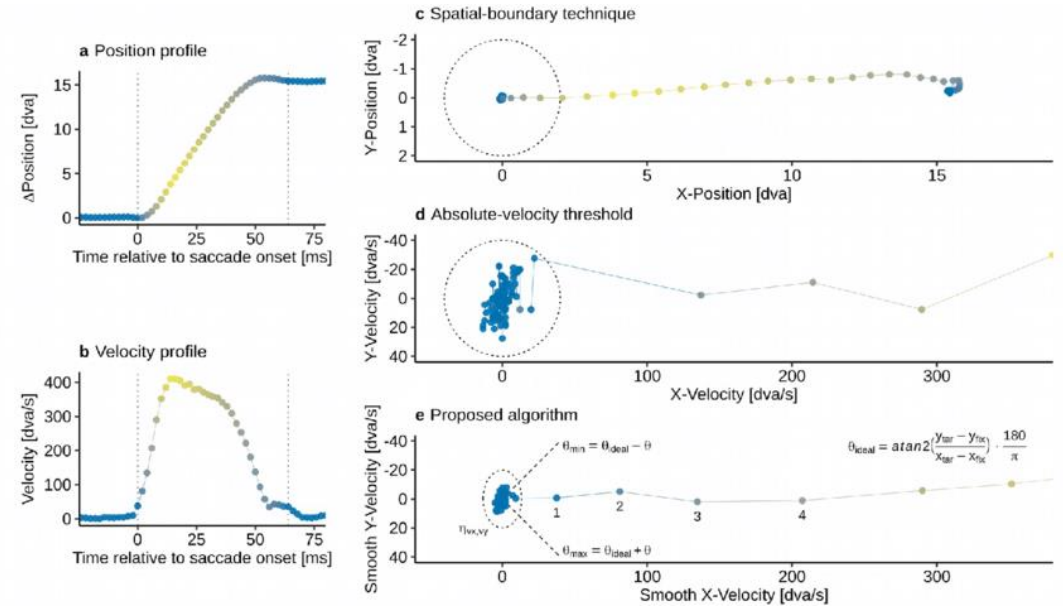 a Position profile
ΔPosition [dva]
15
10
5
0
0 25 50 75
Time relative to saccade onset [ms]
b Velocity profile
Velocity [dva/s]
400
300
200
100
0
0 25 50 75
Time relative to saccade onset [ms]
c Spatial-boundary technique
Y-Position [dva]
-2
-1
0
1
2
0 5 10 15
X-Position [dva]
d Absolute-velocity threshold
Y-Velocity [dva/s]
-40
-20
0
20
40
0 100 200 300
X-Velocity [dva/s]
e Proposed algorithm
Smooth Y-Velocity [dva/s]
-40
-20
0
20
40
θmin = θideal − θ
θideal = atan2(ytar − yfix / xtar − xfix) · 180 / π
1 2 3 4
ηvx,vy
θmax = θideal + θ
0 100 200 300
Smooth X-Velocity [dva/s]